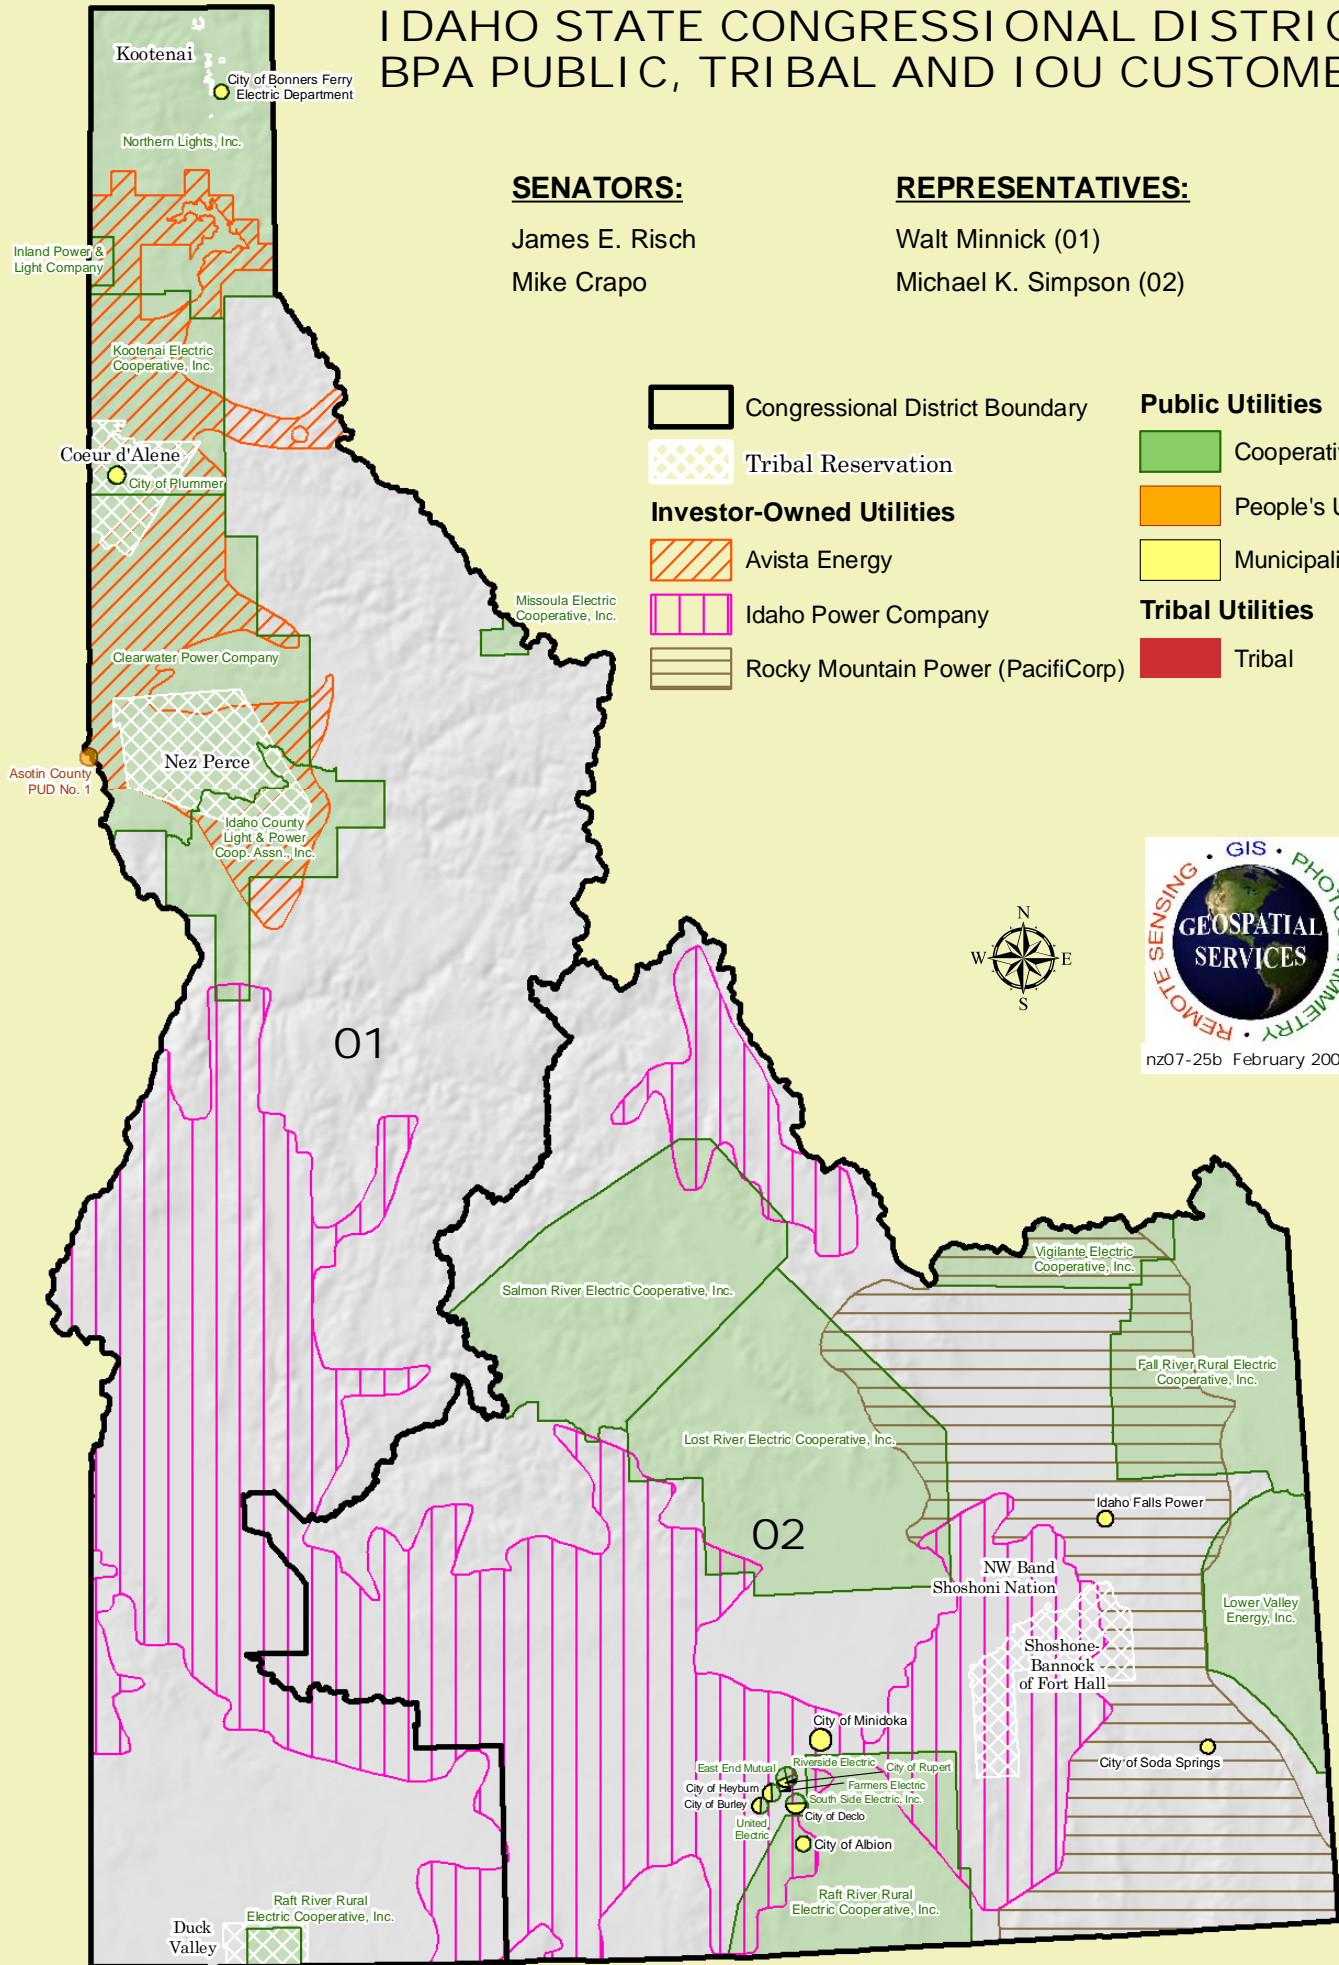 IDAHO STATE CONGRESSIONAL DISTRIC
BPA PUBLIC, TRIBAL AND IOU CUSTOME
SENATORS:
James E. Risch
Mike Crapo
REPRESENTATIVES:
Walt Minnick (01)
Michael K. Simpson (02)
Congressional District Boundary
Tribal Reservation
Investor-Owned Utilities
Avista Energy
Idaho Power Company
Rocky Mountain Power (PacifiCorp)
Public Utilities
Cooperati
People's U
Municipali
Tribal Utilities
Tribal
Kootenai
City of Bonners Ferry
Electric Department
Northern Lights, Inc.
Inland Power &
Light Company
Kootenai Electric
Cooperative, Inc.
Coeur d'Alene
City of Plummer
Missoula Electric
Cooperative, Inc.
Clearwater Power Company
Nez Perce
Asotin County
PUD No. 1
Idaho County
Light & Power
Coop. Assn., Inc.
REMOTE SENSING · GIS · PHOTOGRAMMETRY ·
GEOSPATIAL
SERVICES
nz07-25b February 200
N
W
E
S
01
Salmon River Electric Cooperative, Inc.
Vigilante Electric
Cooperative, Inc.
Fall River Rural Electric
Cooperative, Inc.
Lost River Electric Cooperative, Inc.
02
Idaho Falls Power
NW Band
Shoshoni Nation
Lower Valley
Energy, Inc.
Shoshone-
Bannock
of Fort Hall
City of Minidoka
City of Soda Springs
East End Mutual
Riverside Electric
City of Rupert
City of Heyburn
Farmers Electric
City of Burley
South Side Electric, Inc.
City of Declo
United
Electric
City of Albion
Raft River Rural
Electric Cooperative, Inc.
Raft River Rural
Electric Cooperative, Inc.
Duck
Valley